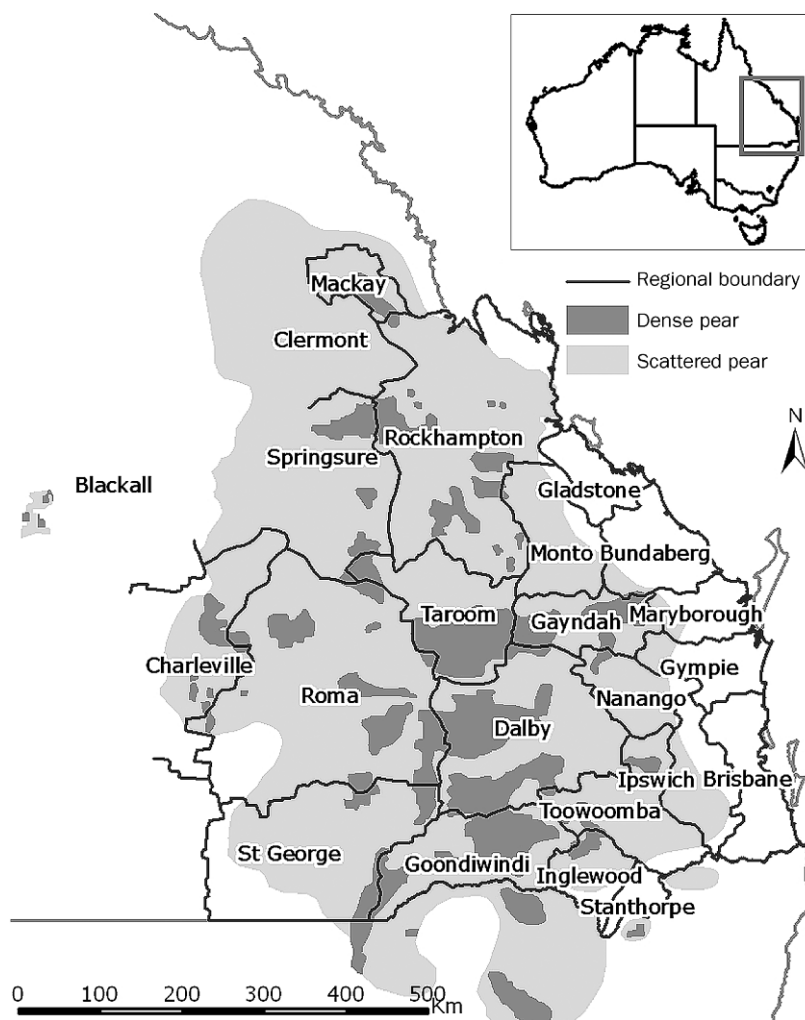 Regional boundary
Dense pear
Scattered pear
N
Mackay
Clermont
Rockhampton
Springsure
Blackall
Gladstone
Monto Bundaberg
Taroom
Gayndah
Maryborough
Charleville
Gympie
Roma
Nanango
Dalby
Ipswich
Brisbane
Toowoomba
St George
Goondiwindi
Inglewood
Stanthorpe
0 100 200 300 400 500 Km